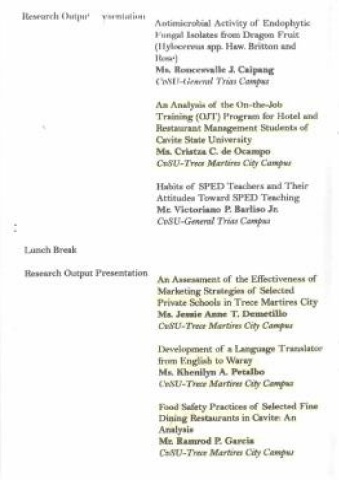 Research Output Presentation
Antimicrobial Activity of Endophytic
Fungal Isolates from Dragon Fruit
(Hylocereus spp. Haw. Britton and
Rose)
Ms. Roncesvalle J. Caipang
CvSU-General Trias Campus
An Analysis of the On-the-Job
Training (OJT) Program for Hotel and
Restaurant Management Students of
Cavite State University
Ms. Cristza C. de Ocampo
CvSU-Trece Martires City Campus
Habits of SPED Teachers and Their
Attitudes Toward SPED Teaching
Mr. Victoriano P. Barliso Jr.
CvSU-General Trias Campus
Lunch Break
Research Output Presentation
An Assessment of the Effectiveness of
Marketing Strategies of Selected
Private Schools in Trece Martires City
Ms. Jessie Anne T. Demetillo
CvSU-Trece Martires City Campus
Development of a Language Translator
from English to Waray
Ms. Khenilyn A. Petalbo
CvSU-Trece Martires City Campus
Food Safety Practices of Selected Fine
Dining Restaurants in Cavite: An
Analysis
Mr. Ramrod P. Garcia
CvSU-Trece Martires City Campus